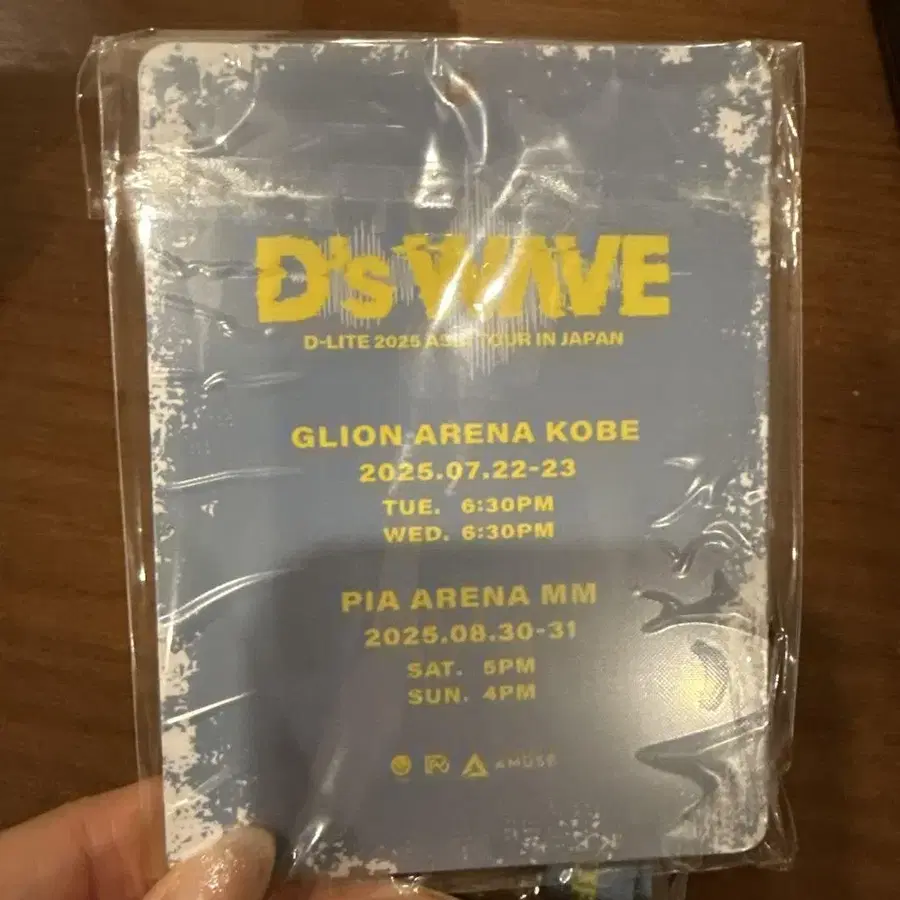 D's WAVE
D-LITE 2025 ASIA TOUR IN JAPAN
GLION ARENA KOBE
2025.07.22-23
TUE. 6:30PM
WED. 6:30PM
PIA ARENA MM
2025.08.30-31
SAT. 5PM
SUN. 4PM
AMUSE